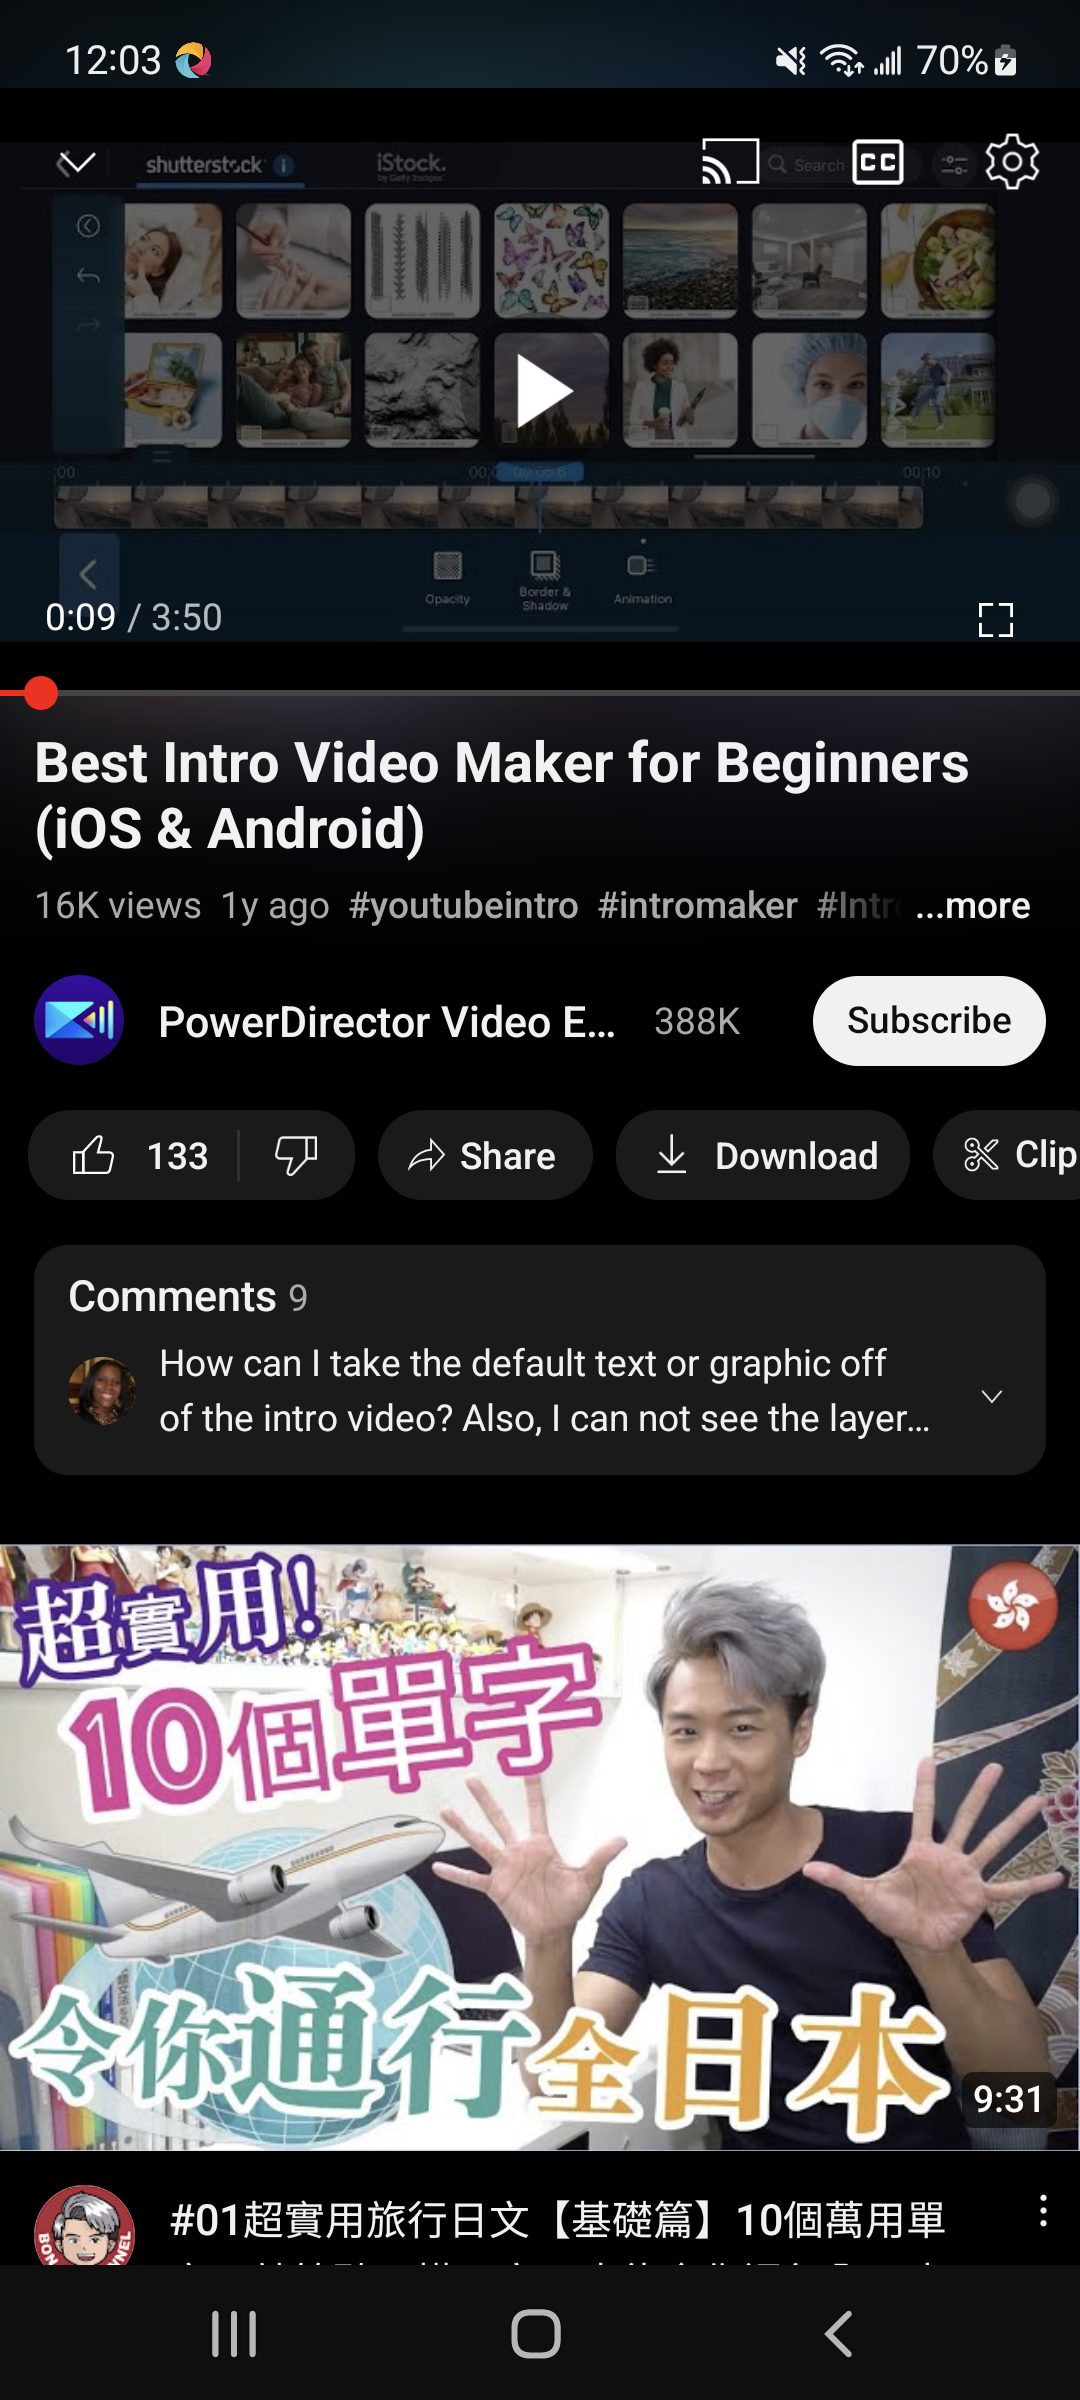 12:03
70%
shutterstock
iStock.
by Getty Images
Search
CC
:00
00:10
Opacity
Border &
Shadow
Animation
0:09 / 3:50
Best Intro Video Maker for Beginners
(iOS & Android)
16K views 1y ago #youtubeintro #intromaker #Intro ...more
PowerDirector Video E... 388K
Subscribe
133
Share
Download
Clip
Comments 9
How can I take the default text or graphic off
of the intro video? Also, I can not see the layer...
超實用!
10個單字
令你通行全日本
9:31
#01超實用旅行日文【基礎篇】10個萬用單